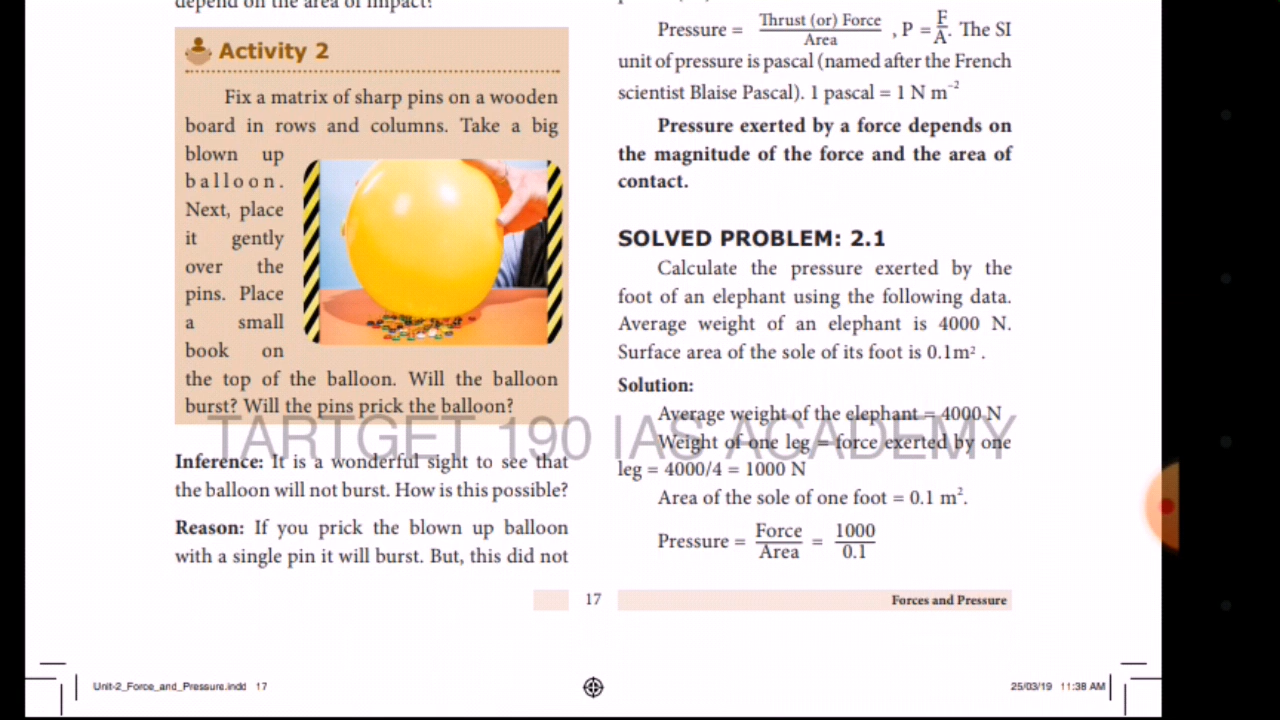 depend on the area of impact?
Activity 2
Fix a matrix of sharp pins on a wooden
board in rows and columns. Take a big
blown up
balloon.
Next, place
it gently
over the
pins. Place
a small
book on
the top of the balloon. Will the balloon
burst? Will the pins prick the balloon?
Inference: It is a wonderful sight to see that
the balloon will not burst. How is this possible?
Reason: If you prick the blown up balloon
with a single pin it will burst. But, this did not
Pressure = Thrust (or) Force / Area , P = F/A. The SI
unit of pressure is pascal (named after the French
scientist Blaise Pascal). 1 pascal = 1 N m⁻²
Pressure exerted by a force depends on
the magnitude of the force and the area of
contact.
SOLVED PROBLEM: 2.1
Calculate the pressure exerted by the
foot of an elephant using the following data.
Average weight of an elephant is 4000 N.
Surface area of the sole of its foot is 0.1m² .
Solution:
Average weight of the elephant = 4000 N
Weight of one leg = force exerted by one
leg = 4000/4 = 1000 N
Area of the sole of one foot = 0.1 m².
Pressure = Force / Area = 1000 / 0.1
TARTGET 190 IAS ACADEMY
17
Forces and Pressure
Unit-2_Force_and_Pressure.indd 17
25/03/19 11:38 AM